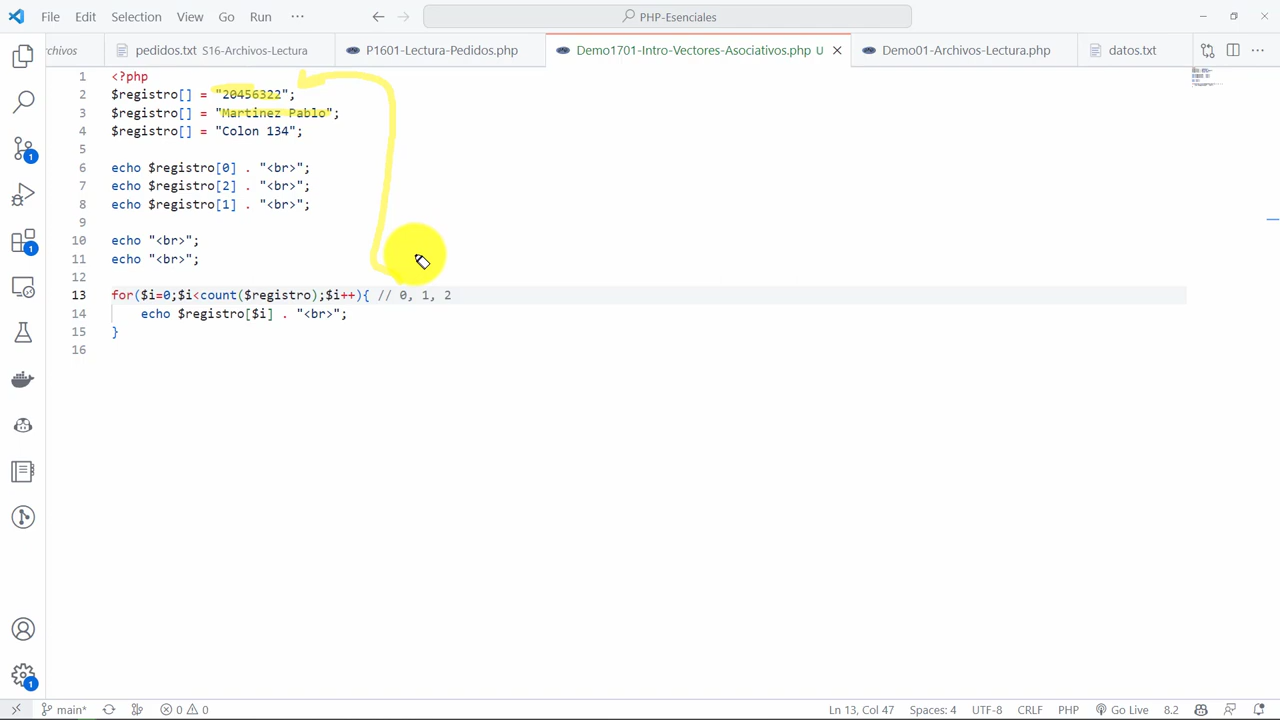 File Edit Selection View Go Run ··· PHP-Esenciales
chivos pedidos.txt S16-Archivos-Lectura P1601-Lectura-Pedidos.php Demo1701-Intro-Vectores-Asociativos.php U Demo01-Archivos-Lectura.php datos.txt ···
1 <?php
2 $registro[] = "20456322";
3 $registro[] = "Martinez Pablo";
4 $registro[] = "Colon 134";
5
6 echo $registro[0] . "<br>";
7 echo $registro[2] . "<br>";
8 echo $registro[1] . "<br>";
9
10 echo "<br>";
11 echo "<br>";
12
13 for($i=0;$i<count($registro);$i++){ // 0, 1, 2
14 echo $registro[$i] . "<br>";
15 }
16
1
1
1
main* 0 0 Ln 13, Col 47 Spaces: 4 UTF-8 CRLF PHP Go Live 8.2